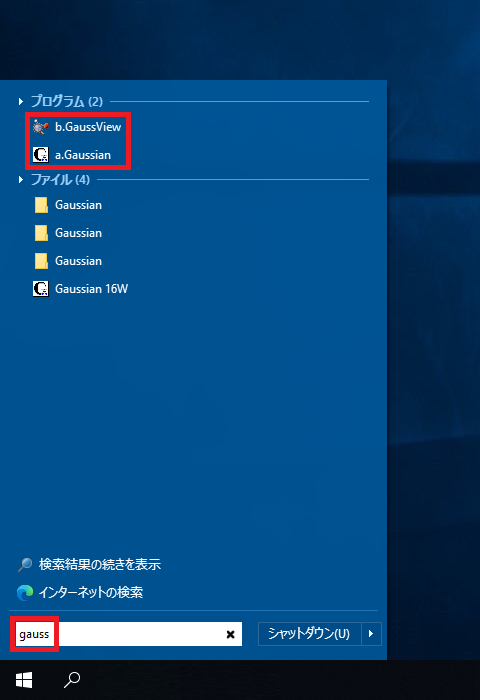 プログラム (2)
b.GaussView
a.Gaussian
ファイル (4)
Gaussian
Gaussian
Gaussian
Gaussian 16W
検索結果の続きを表示
インターネットの検索
gauss
シャットダウン(U)